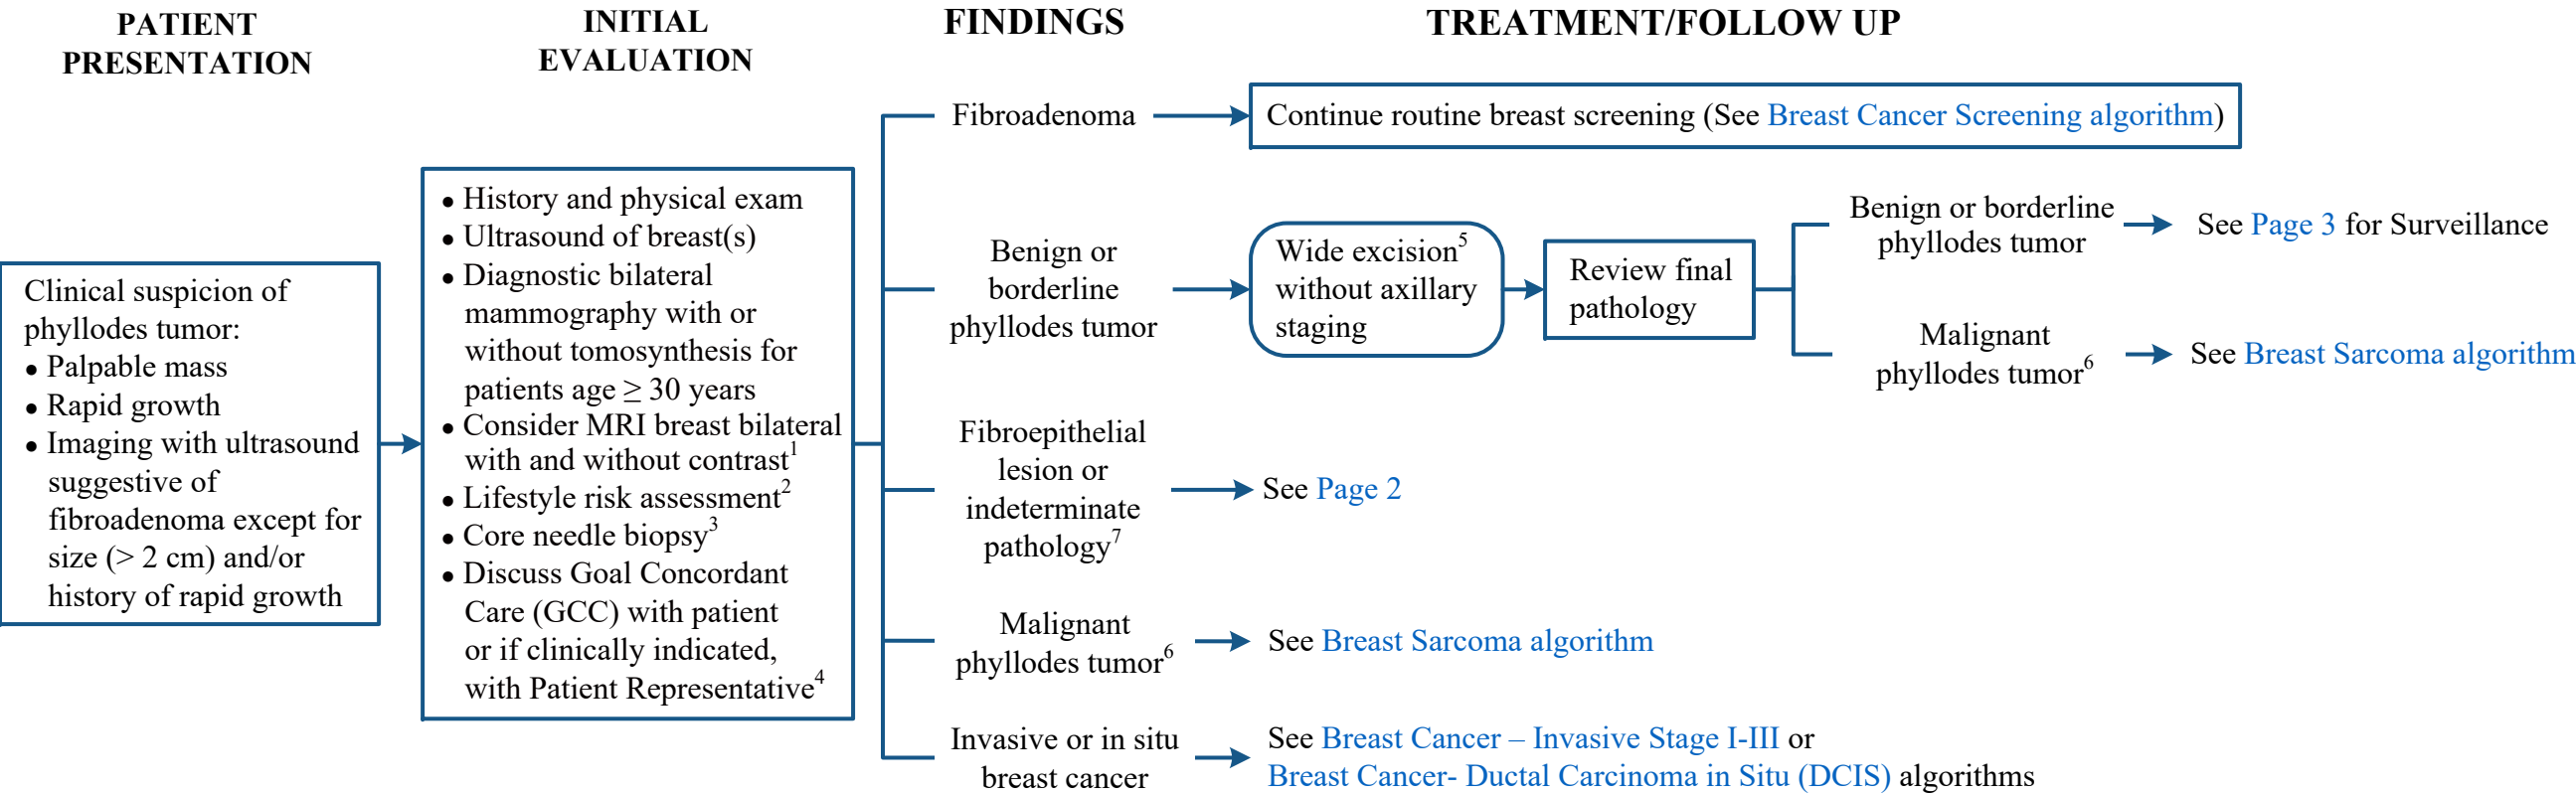 PATIENT
PRESENTATION
INITIAL
EVALUATION
FINDINGS
TREATMENT/FOLLOW UP
Clinical suspicion of
phyllodes tumor:
● Palpable mass
● Rapid growth
● Imaging with ultrasound
suggestive of
fibroadenoma except for
size (> 2 cm) and/or
history of rapid growth
● History and physical exam
● Ultrasound of breast(s)
● Diagnostic bilateral
mammography with or
without tomosynthesis for
patients age ≥ 30 years
● Consider MRI breast bilateral
with and without contrast1
● Lifestyle risk assessment2
● Core needle biopsy3
● Discuss Goal Concordant
Care (GCC) with patient
or if clinically indicated,
with Patient Representative4
Fibroadenoma
Continue routine breast screening (See Breast Cancer Screening algorithm)
Benign or
borderline
phyllodes tumor
Wide excision5
without axillary
staging
Review final
pathology
Benign or borderline
phyllodes tumor
See Page 3 for Surveillance
Malignant
phyllodes tumor6
See Breast Sarcoma algorithm
Fibroepithelial
lesion or
indeterminate
pathology7
See Page 2
Malignant
phyllodes tumor6
See Breast Sarcoma algorithm
Invasive or in situ
breast cancer
See Breast Cancer – Invasive Stage I-III or
Breast Cancer- Ductal Carcinoma in Situ (DCIS) algorithms